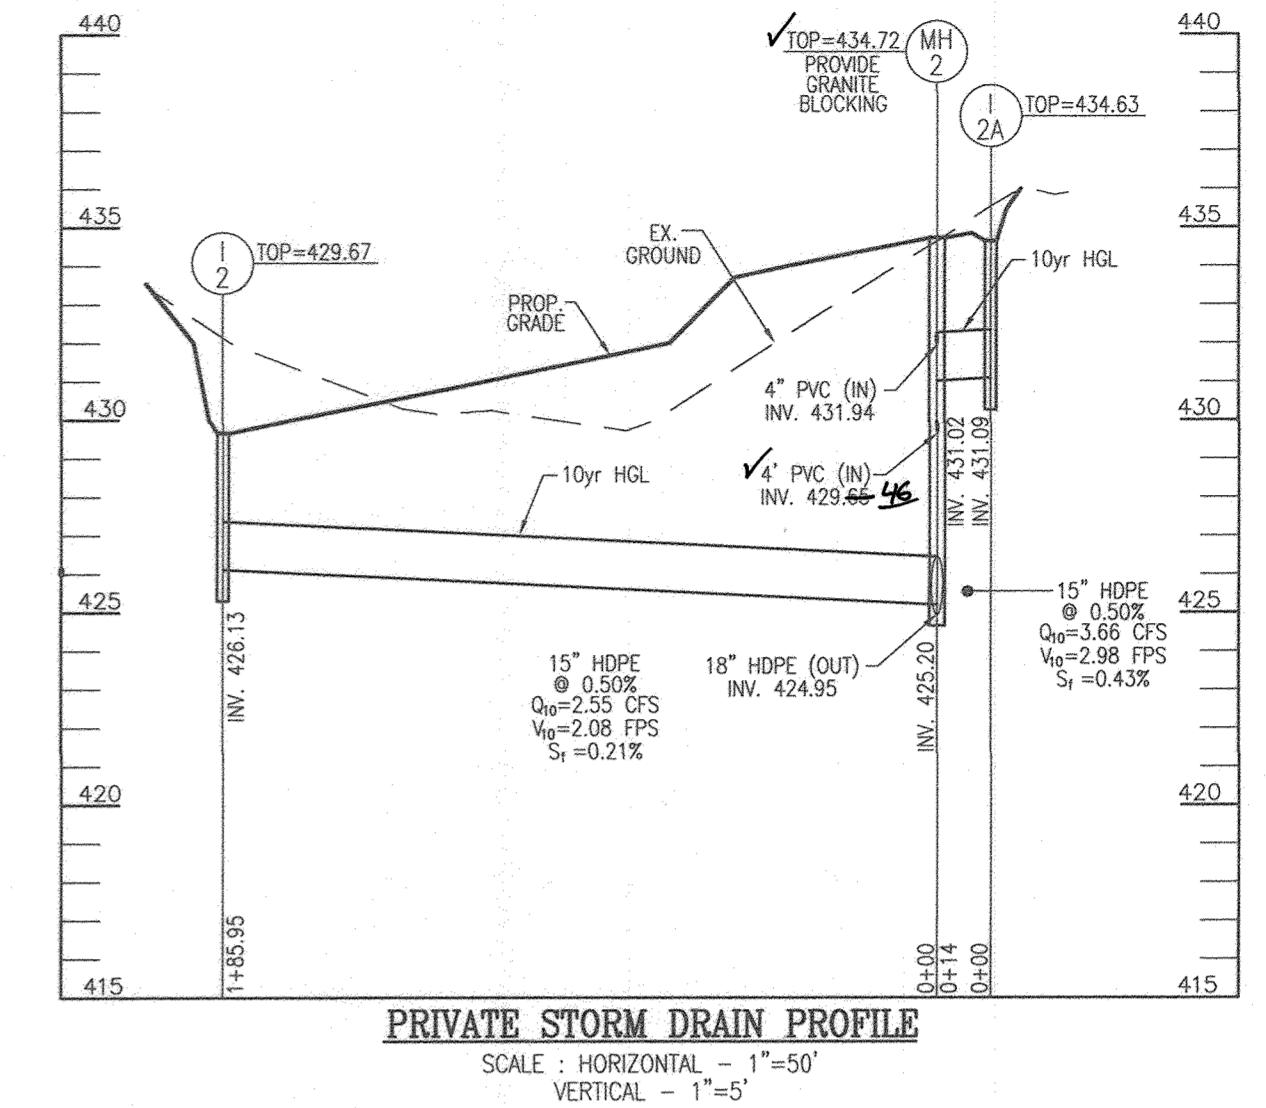 440
435
430
425
420
415
440
435
430
425
420
415
✓TOP=434.72
PROVIDE
GRANITE
BLOCKING
MH
2
I
2A
TOP=434.63
I
2
TOP=429.67
EX.
GROUND
PROP.
GRADE
10yr HGL
10yr HGL
4" PVC (IN)
INV. 431.94
✓4' PVC (IN)
INV. 429.65 46
INV. 431.02
INV. 431.09
INV. 426.13
15" HDPE
@ 0.50%
Q10=2.55 CFS
V10=2.08 FPS
Sf =0.21%
18" HDPE (OUT)
INV. 424.95
INV. 425.20
15" HDPE
@ 0.50%
Q10=3.66 CFS
V10=2.98 FPS
Sf =0.43%
1+85.95
0+00
0+14
0+00
PRIVATE STORM DRAIN PROFILE
SCALE : HORIZONTAL – 1"=50'
VERTICAL – 1"=5'